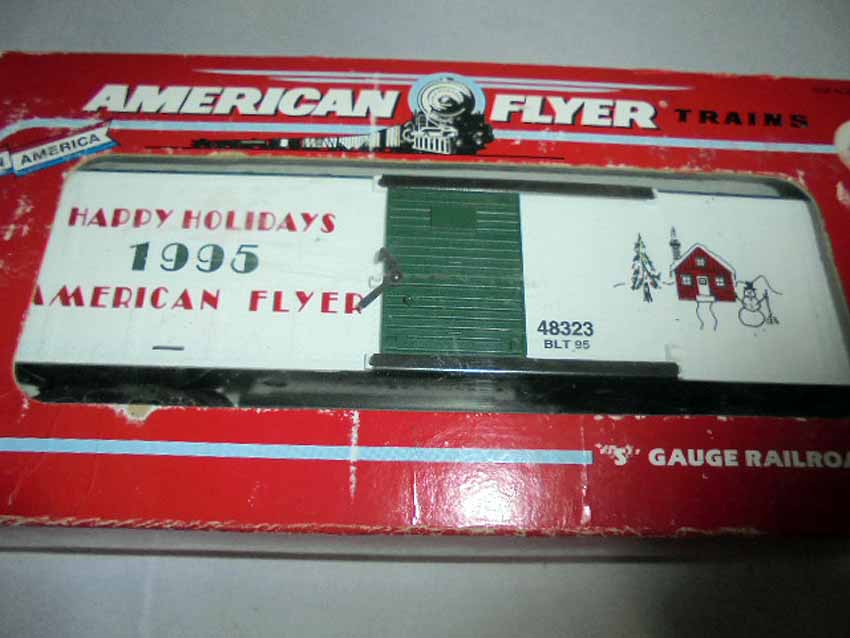 AMERICAN FLYER TRAINS
AMERICA
HAPPY HOLIDAYS
1995
AMERICAN FLYER
48323
BLT 95
"S" GAUGE RAILROA